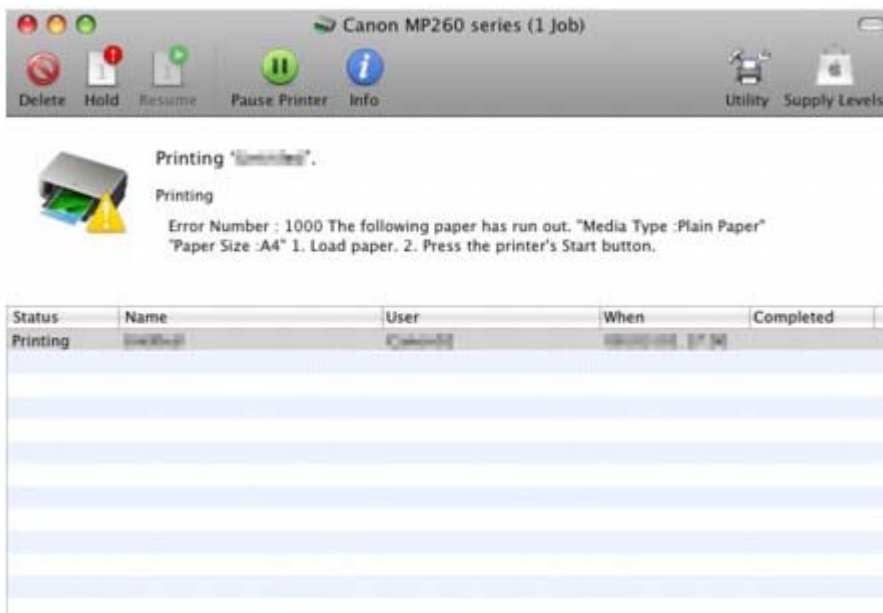 Canon MP260 series (1 Job)
Delete Hold Resume Pause Printer Info Utility Supply Levels
Printing "
".
Printing
Error Number : 1000 The following paper has run out. "Media Type :Plain Paper"
"Paper Size :A4" 1. Load paper. 2. Press the printer's Start button.
Status Name User When Completed
Printing